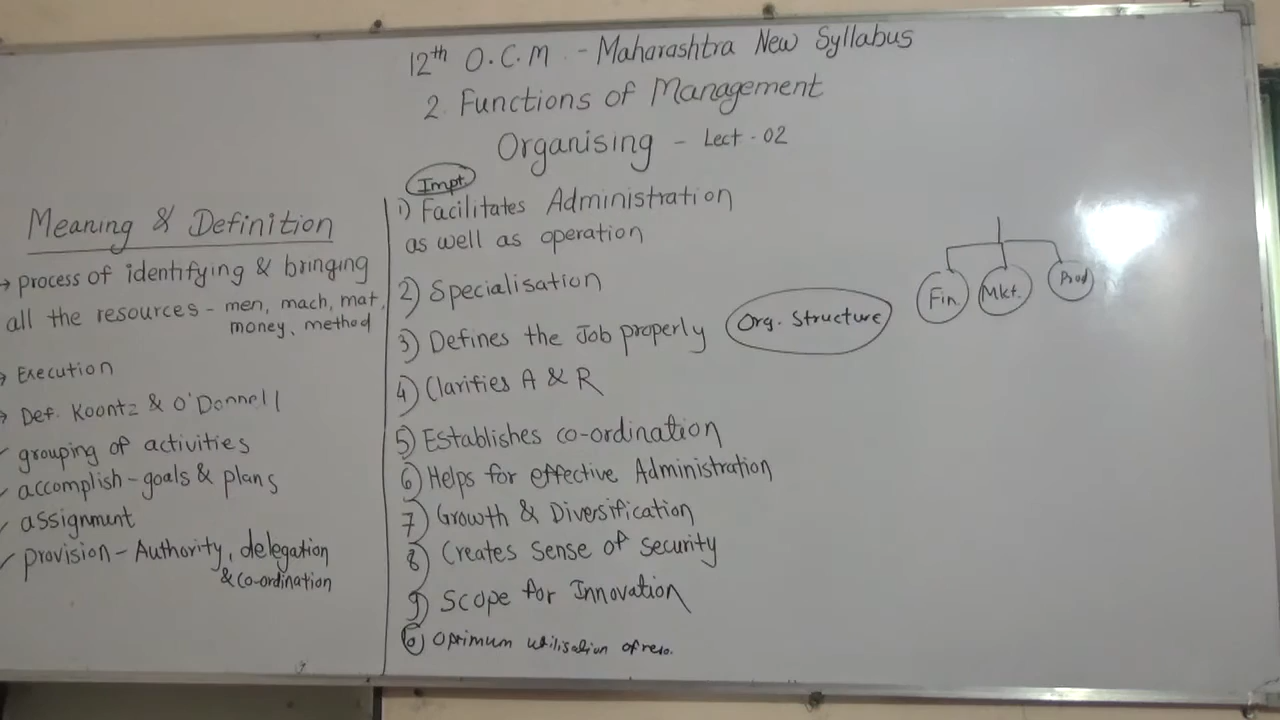 12th O.C.M. - Maharashtra New Syllabus
2. Functions of Management
Organising - Lect. 02
Meaning & Definition
→ process of identifying & bringing
all the resources - men, mach, mat,
money, method
→ Execution
→ Def. Koontz & O'Donnell
✓ grouping of activities
✓ accomplish - goals & plans
✓ assignment
✓ provision - Authority, delegation
& co-ordination
Impt.
1) Facilitates Administration
as well as operation
2) Specialisation
3) Defines the Job properly
4) Clarifies A & R
5) Establishes co-ordination
6) Helps for effective Administration
7) Growth & Diversification
8) Creates sense of security
9) Scope for Innovation
10) Optimum utilisation of reso.
Org. Structure
Fin. Mkt. Prod